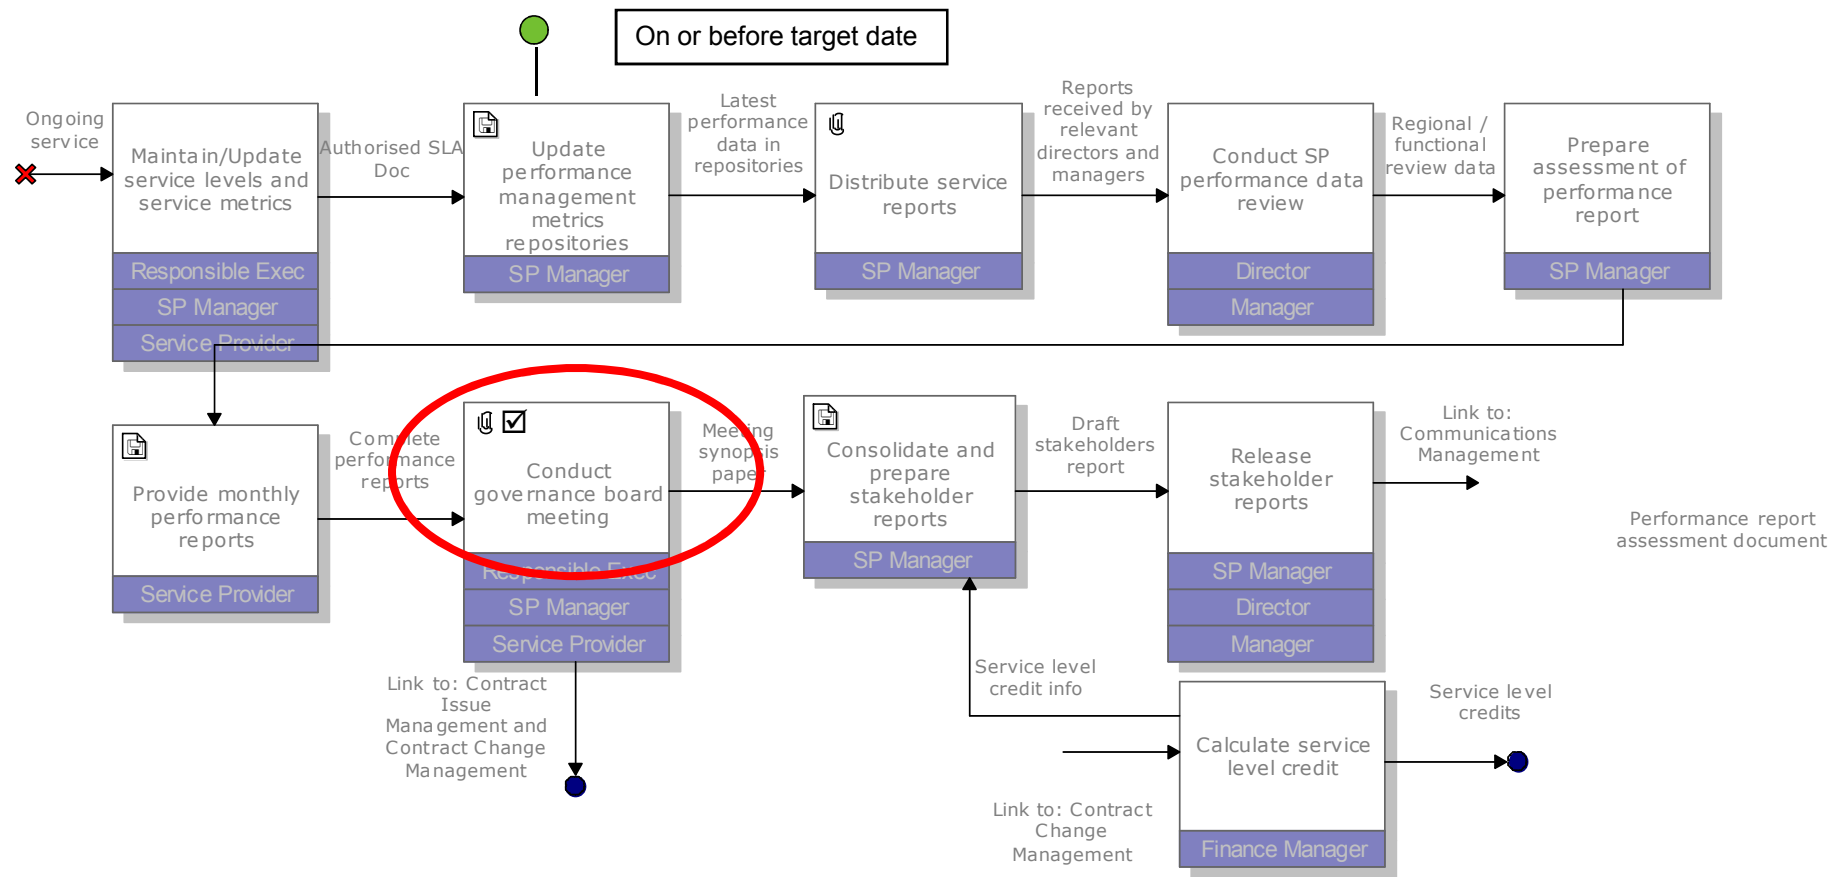 On or before target date
Ongoing
service
Maintain/Update
service levels and
service metrics
Responsible Exec
SP Manager
Service Provider
Authorised SLA
Doc
Update
performance
management
metrics
repositories
SP Manager
Latest
performance
data in
repositories
Distribute service
reports
SP Manager
Reports
received by
relevant
directors and
managers
Conduct SP
performance data
review
Director
Manager
Regional /
functional
review data
Prepare
assessment of
performance
report
SP Manager
Provide monthly
performance
reports
Service Provider
Complete
performance
reports
Conduct
governance board
meeting
Responsible Exec
SP Manager
Service Provider
Meeting
synopsis
paper
Consolidate and
prepare
stakeholder
reports
SP Manager
Draft
stakeholders
report
Release
stakeholder
reports
SP Manager
Director
Manager
Link to:
Communications
Management
Performance report
assessment document
Link to: Contract
Issue
Management and
Contract Change
Management
Service level
credit info
Calculate service
level credit
Finance Manager
Service level
credits
Link to: Contract
Change
Management